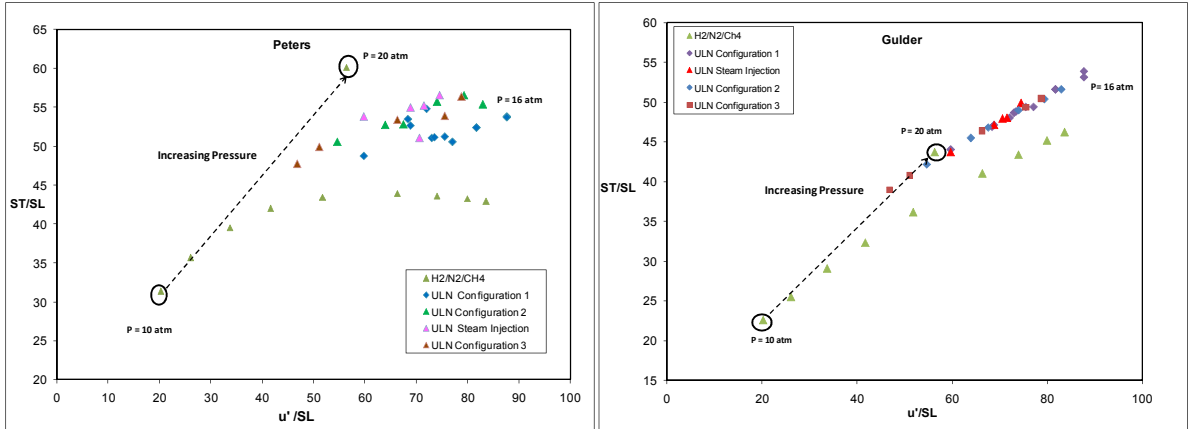 Peters
65
60
55
50
45
40
35
30
25
20
ST/SL
P = 20 atm
P = 16 atm
Increasing Pressure
P = 10 atm
H2/N2/CH4
ULN Configuration 1
ULN Configuration 2
ULN Steam Injection
ULN Configuration 3
0 10 20 30 40 50 60 70 80 90 100
u' /SL
Gulder
60
55
50
45
40
35
30
25
20
15
ST/SL
H2/N2/Ch4
ULN Configuration 1
ULN Steam Injection
ULN Configuration 2
ULN Configuration 3
P = 16 atm
P = 20 atm
Increasing Pressure
P = 10 atm
0 20 40 60 80 100
u'/SL